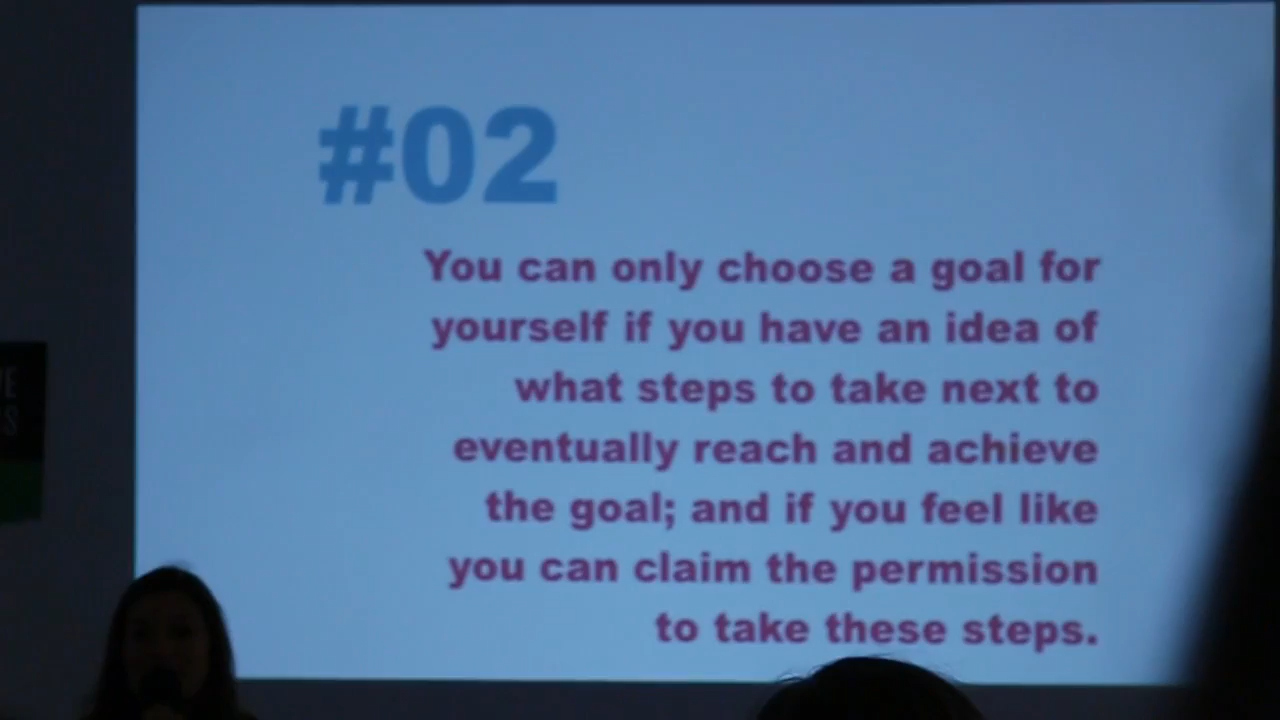 #02
You can only choose a goal for
yourself if you have an idea of
what steps to take next to
eventually reach and achieve
the goal; and if you feel like
you can claim the permission
to take these steps.